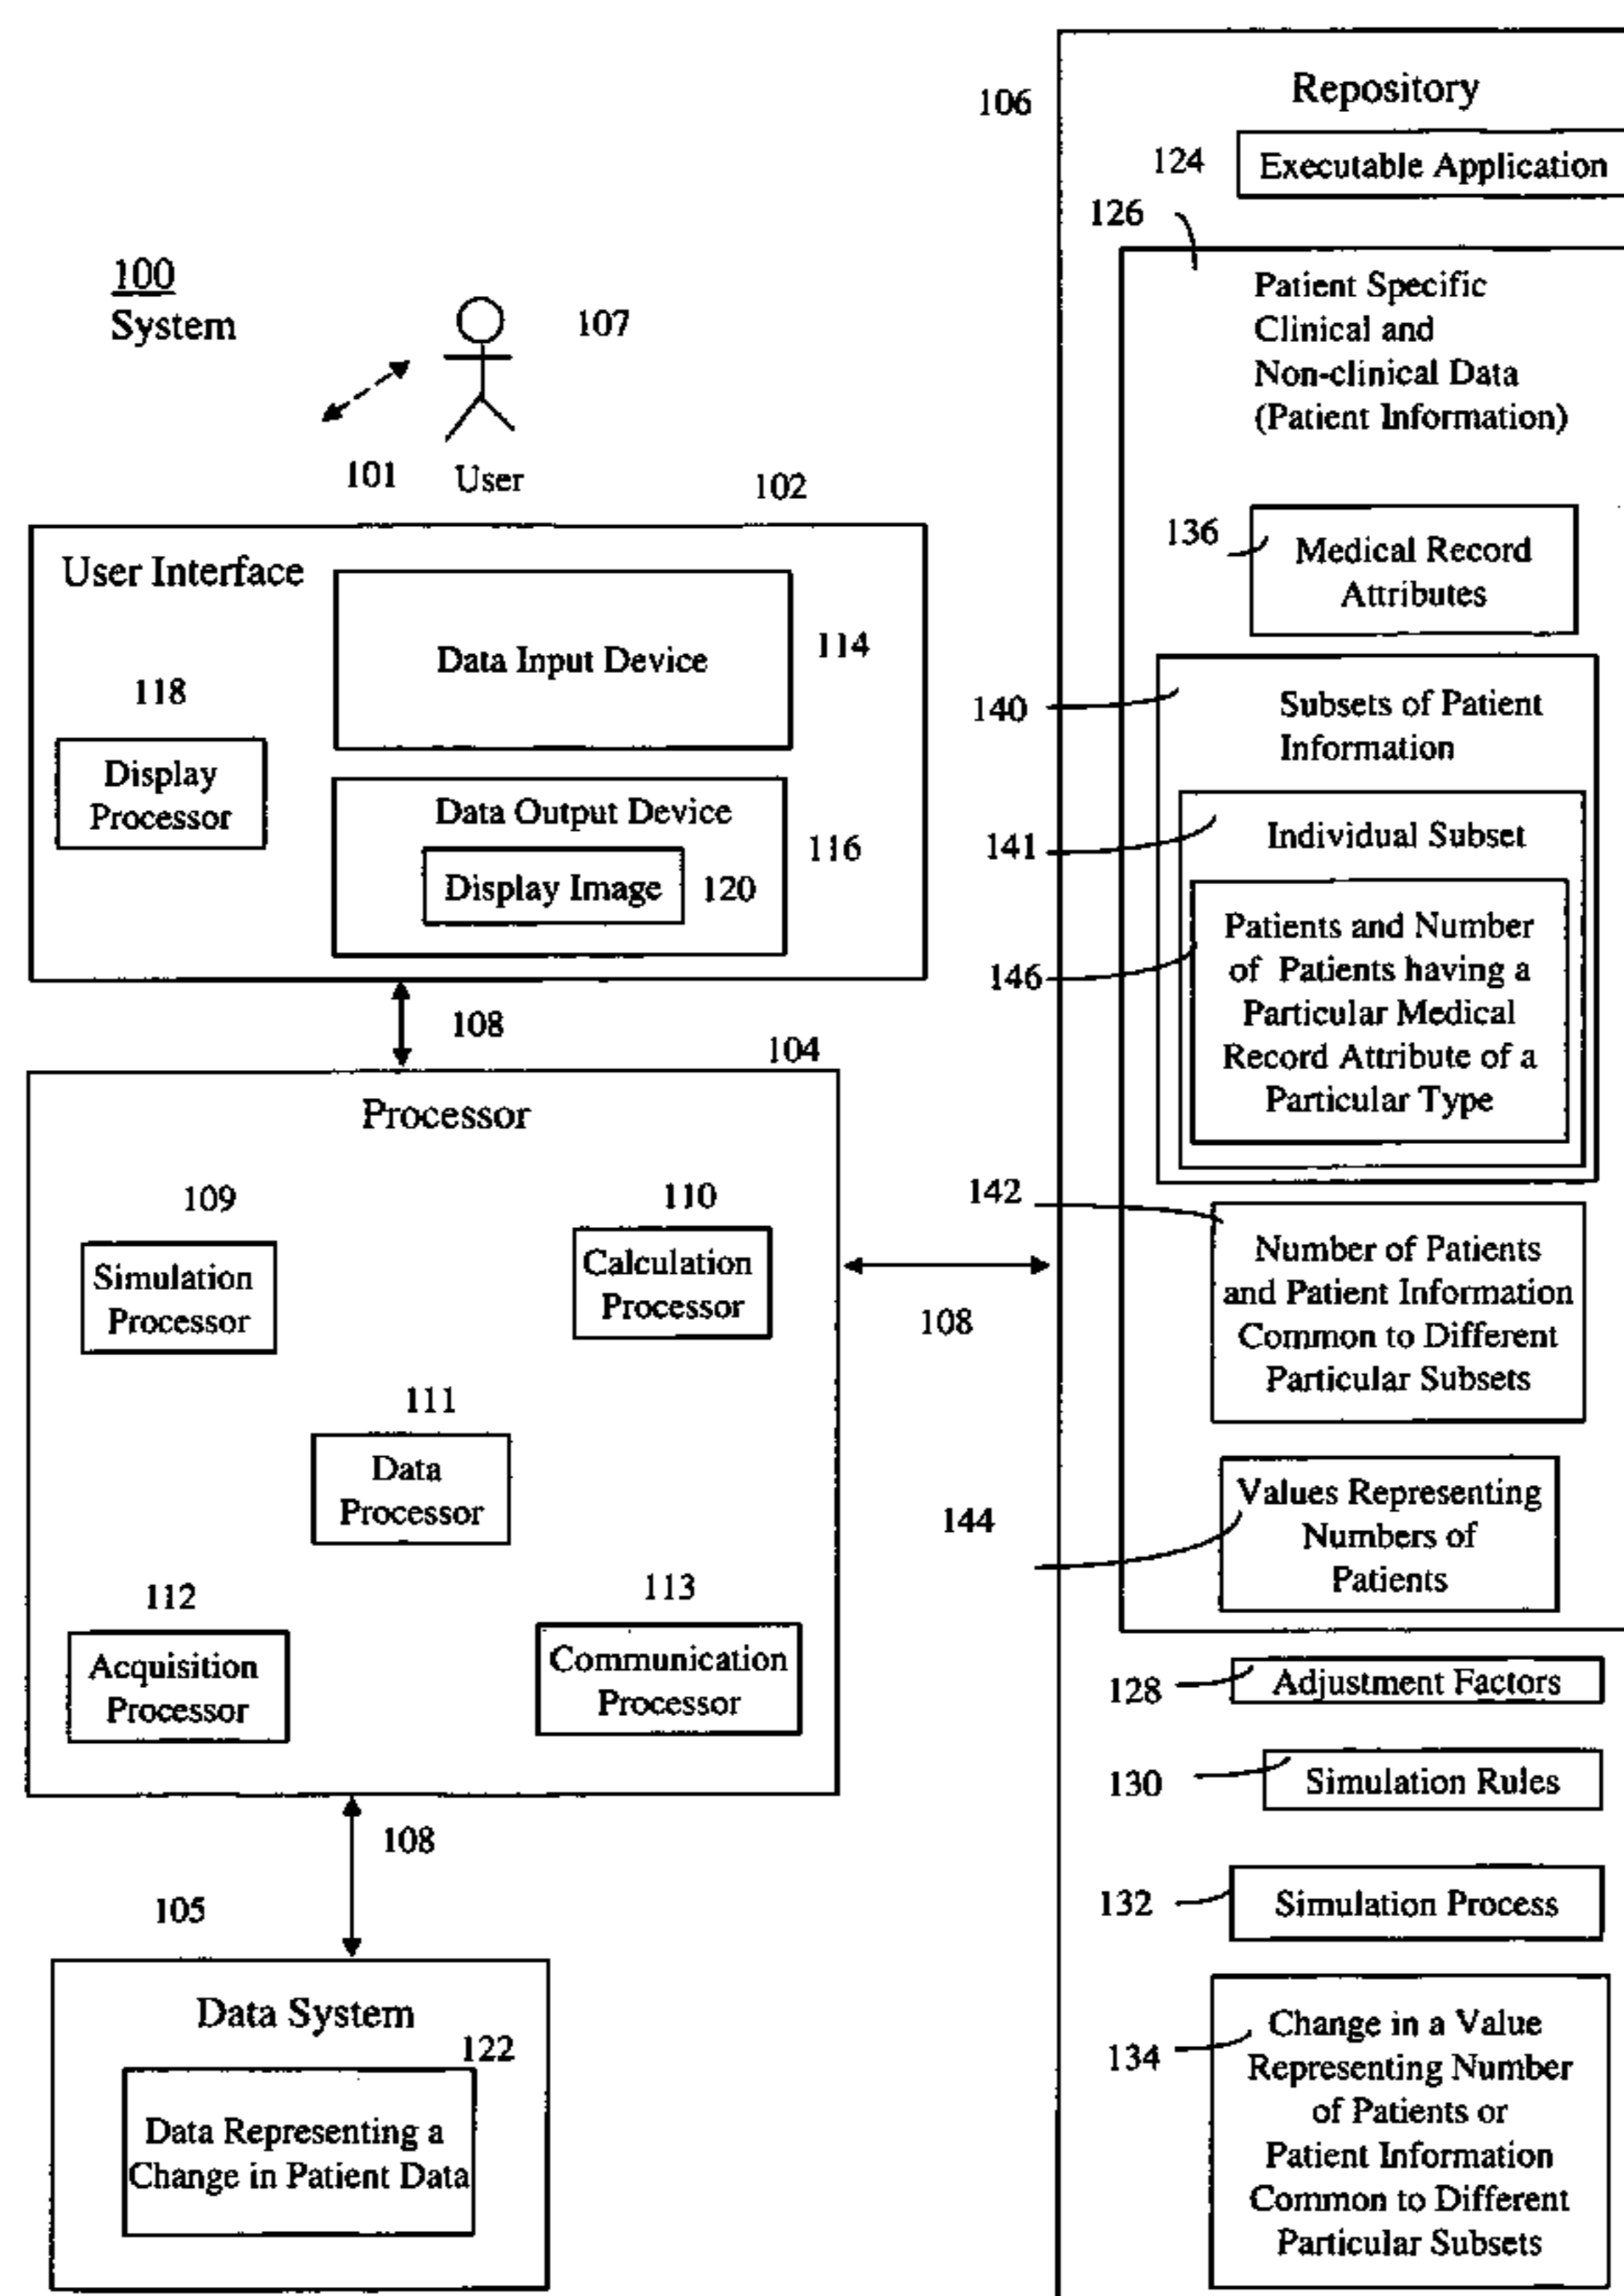 100
System
107
101
User
102
User Interface
Data Input Device
114
118
Display
Processor
Data Output Device
116
Display Image
120
108
104
Processor
109
Simulation
Processor
110
Calculation
Processor
111
Data
Processor
112
Acquisition
Processor
113
Communication
Processor
108
108
105
Data System
122
Data Representing a
Change in Patient Data
106
Repository
124
Executable Application
126
Patient Specific
Clinical and
Non-clinical Data
(Patient Information)
136
Medical Record
Attributes
140
Subsets of Patient
Information
141
Individual Subset
146
Patients and Number
of Patients having a
Particular Medical
Record Attribute of a
Particular Type
142
Number of Patients
and Patient Information
Common to Different
Particular Subsets
144
Values Representing
Numbers of
Patients
128
Adjustment Factors
130
Simulation Rules
132
Simulation Process
134
Change in a Value
Representing Number
of Patients or
Patient Information
Common to Different
Particular Subsets